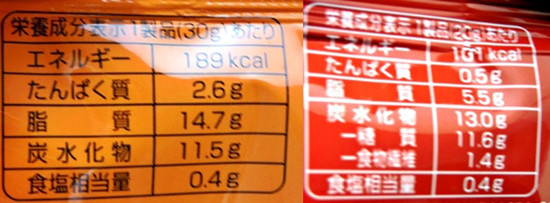 栄養成分表示 1製品(30g)あたり
エネルギー 189kcal
たんぱく質 2.6g
脂質 14.7g
炭水化物 11.5g
食塩相当量 0.4g
栄養成分表示 1製品(20g)あたり
エネルギー 101kcal
たんぱく質 0.5g
脂質 5.5g
炭水化物 13.0g
－糖質 11.6g
－食物繊維 1.4g
食塩相当量 0.4g